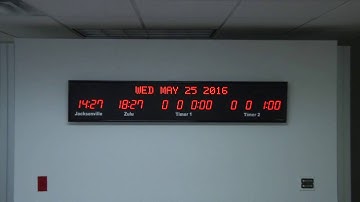 WED MAY 25 2016
14:27 18:27 0 0 0:00 0 0 1:00
Jacksonville Zulu Timer 1 Timer 2